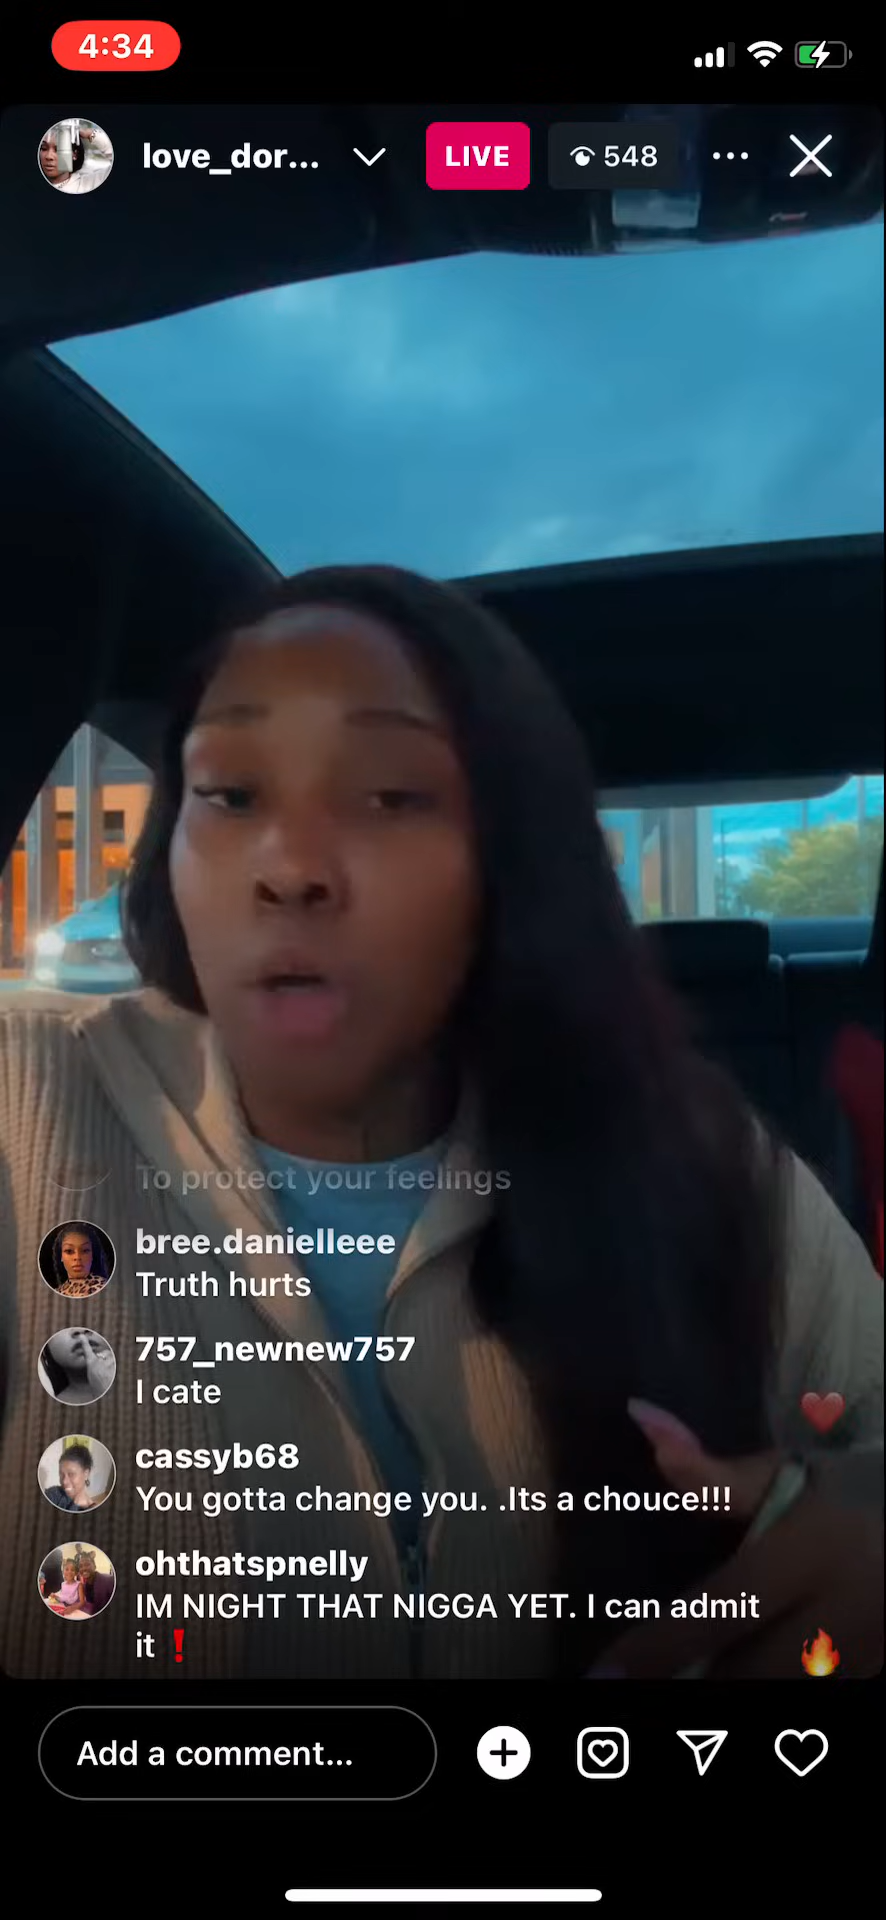 4:34
love_dor...
LIVE
548
To protect your feelings
bree.danielleee
Truth hurts
757_newnew757
I cate
cassyb68
You gotta change you. .Its a chouce!!!
ohthatspnelly
IM NIGHT THAT NIGGA YET. I can admit
it❗
Add a comment...